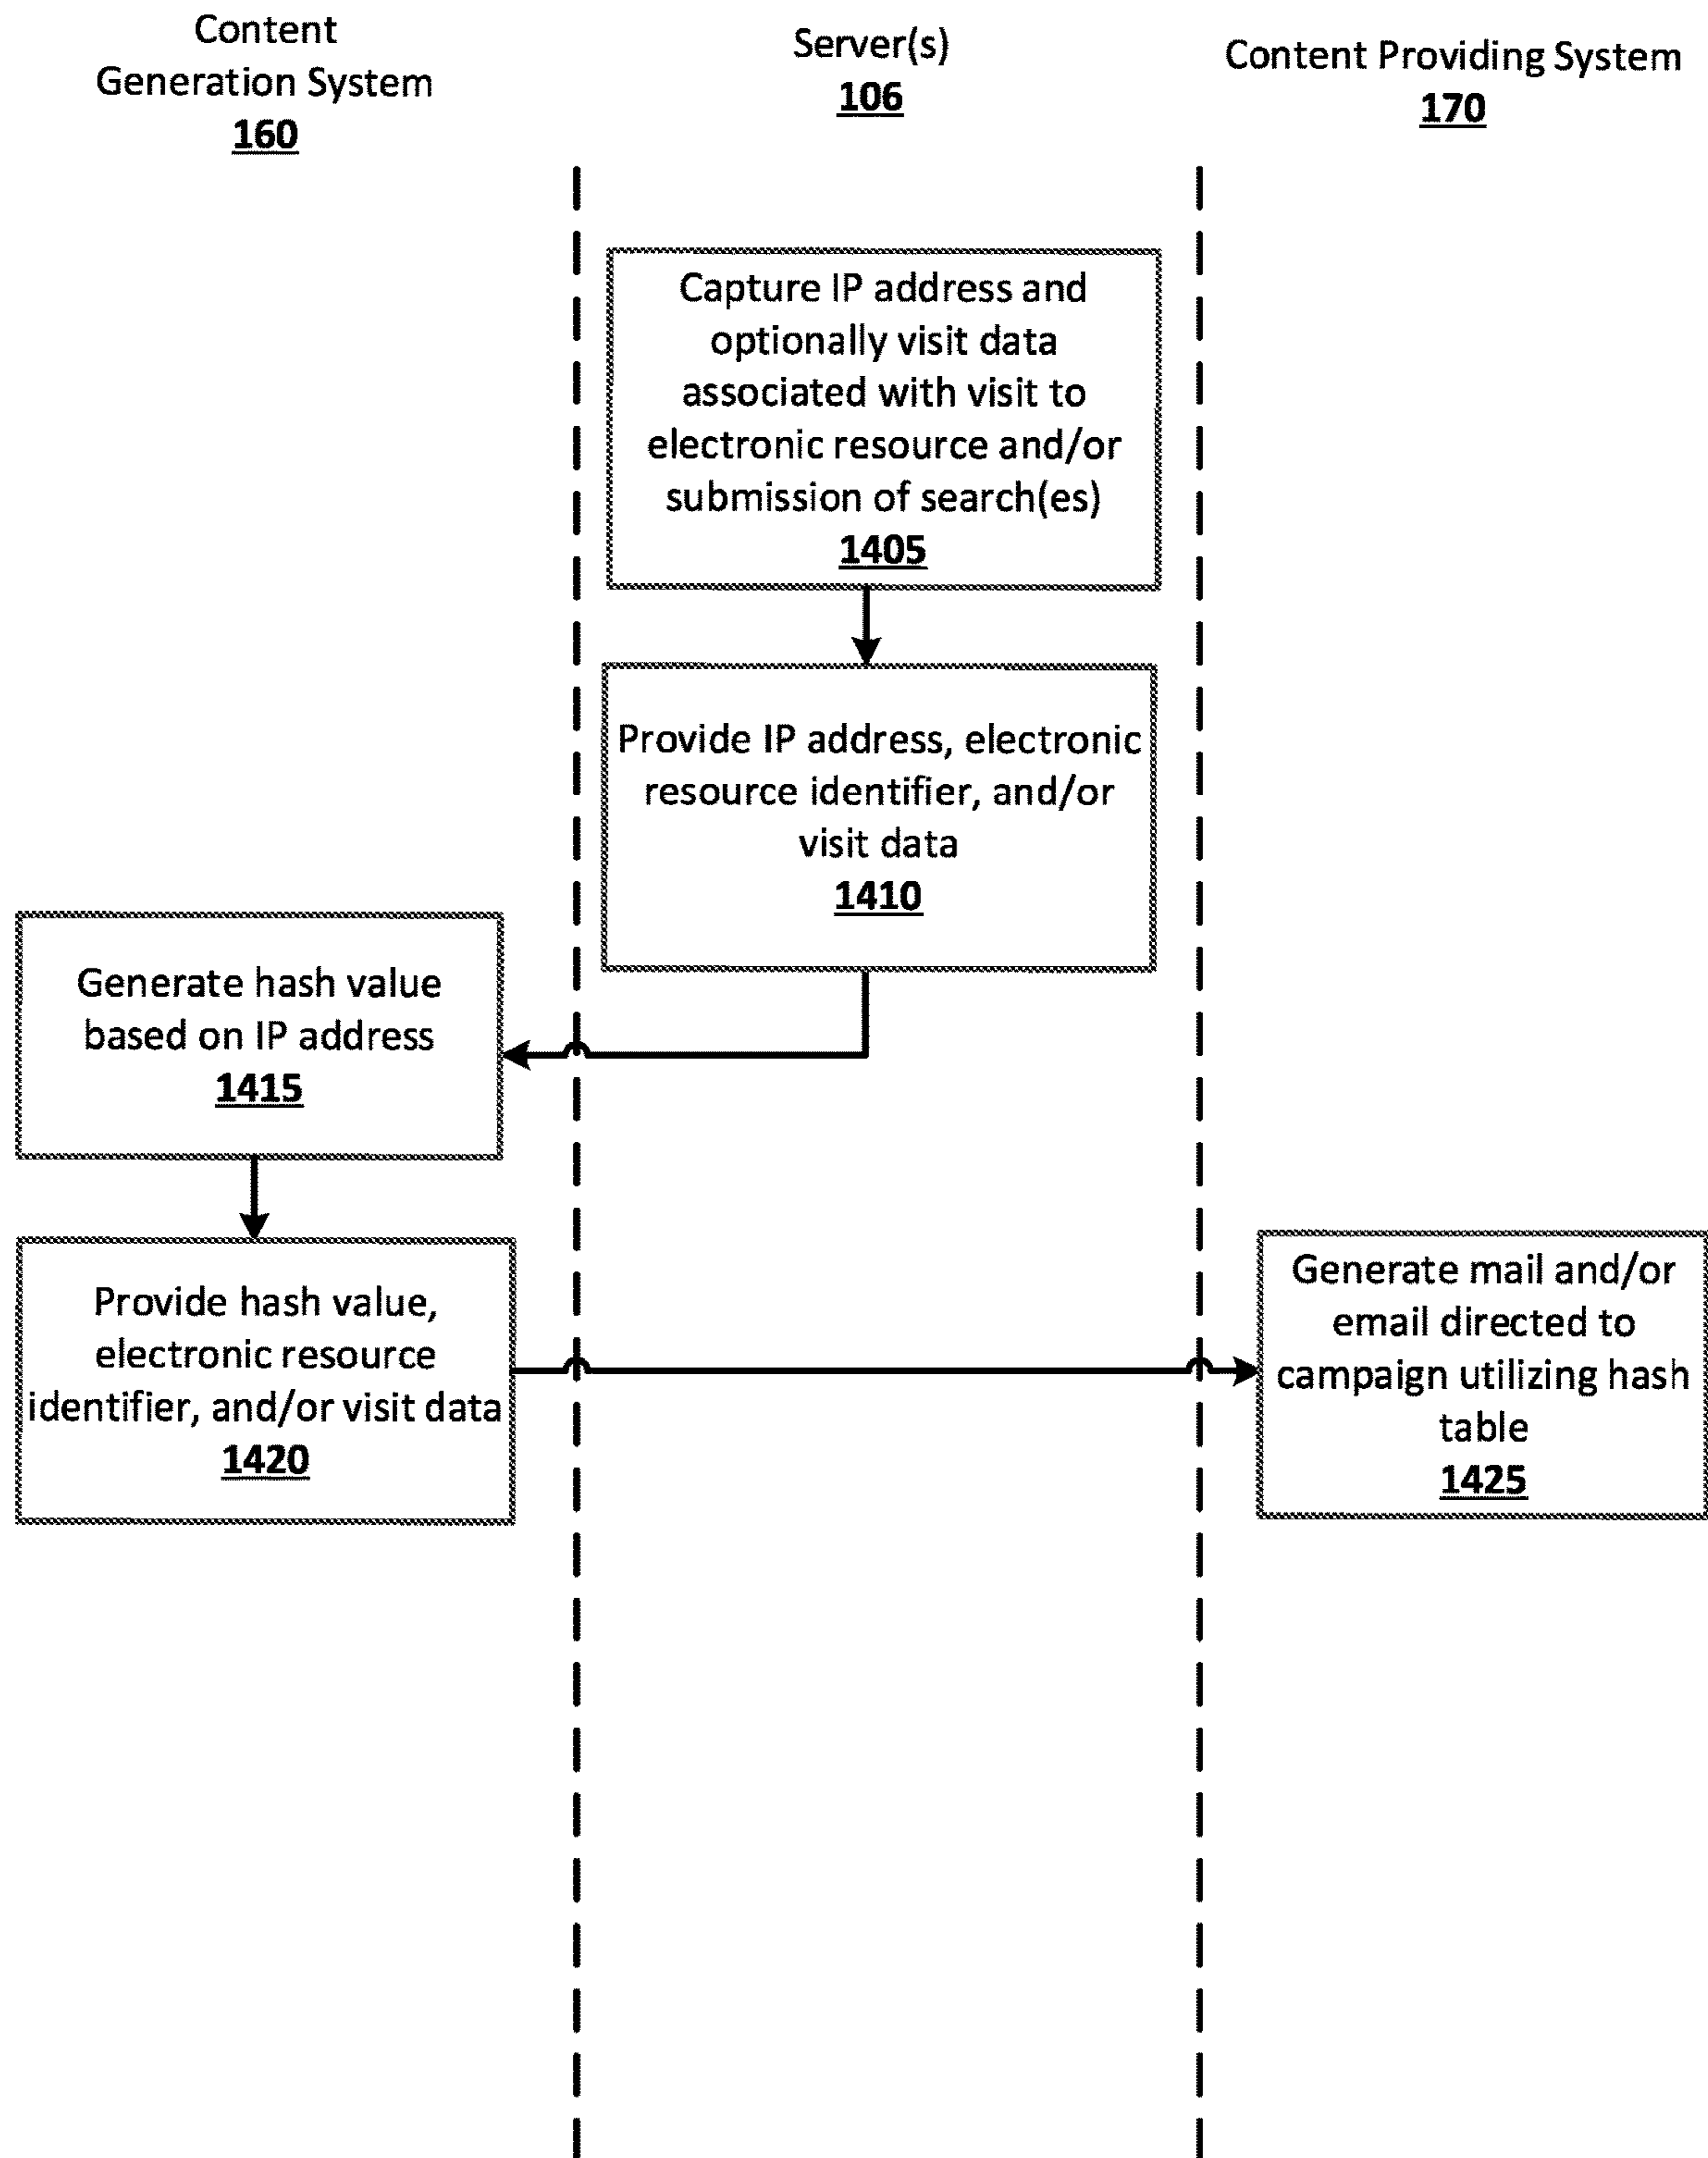 Content
Generation System
160
Server(s)
106
Content Providing System
170
Capture IP address and
optionally visit data
associated with visit to
electronic resource and/or
submission of search(es)
1405
Provide IP address, electronic
resource identifier, and/or
visit data
1410
Generate hash value
based on IP address
1415
Provide hash value,
electronic resource
identifier, and/or visit data
1420
Generate mail and/or
email directed to
campaign utilizing hash
table
1425